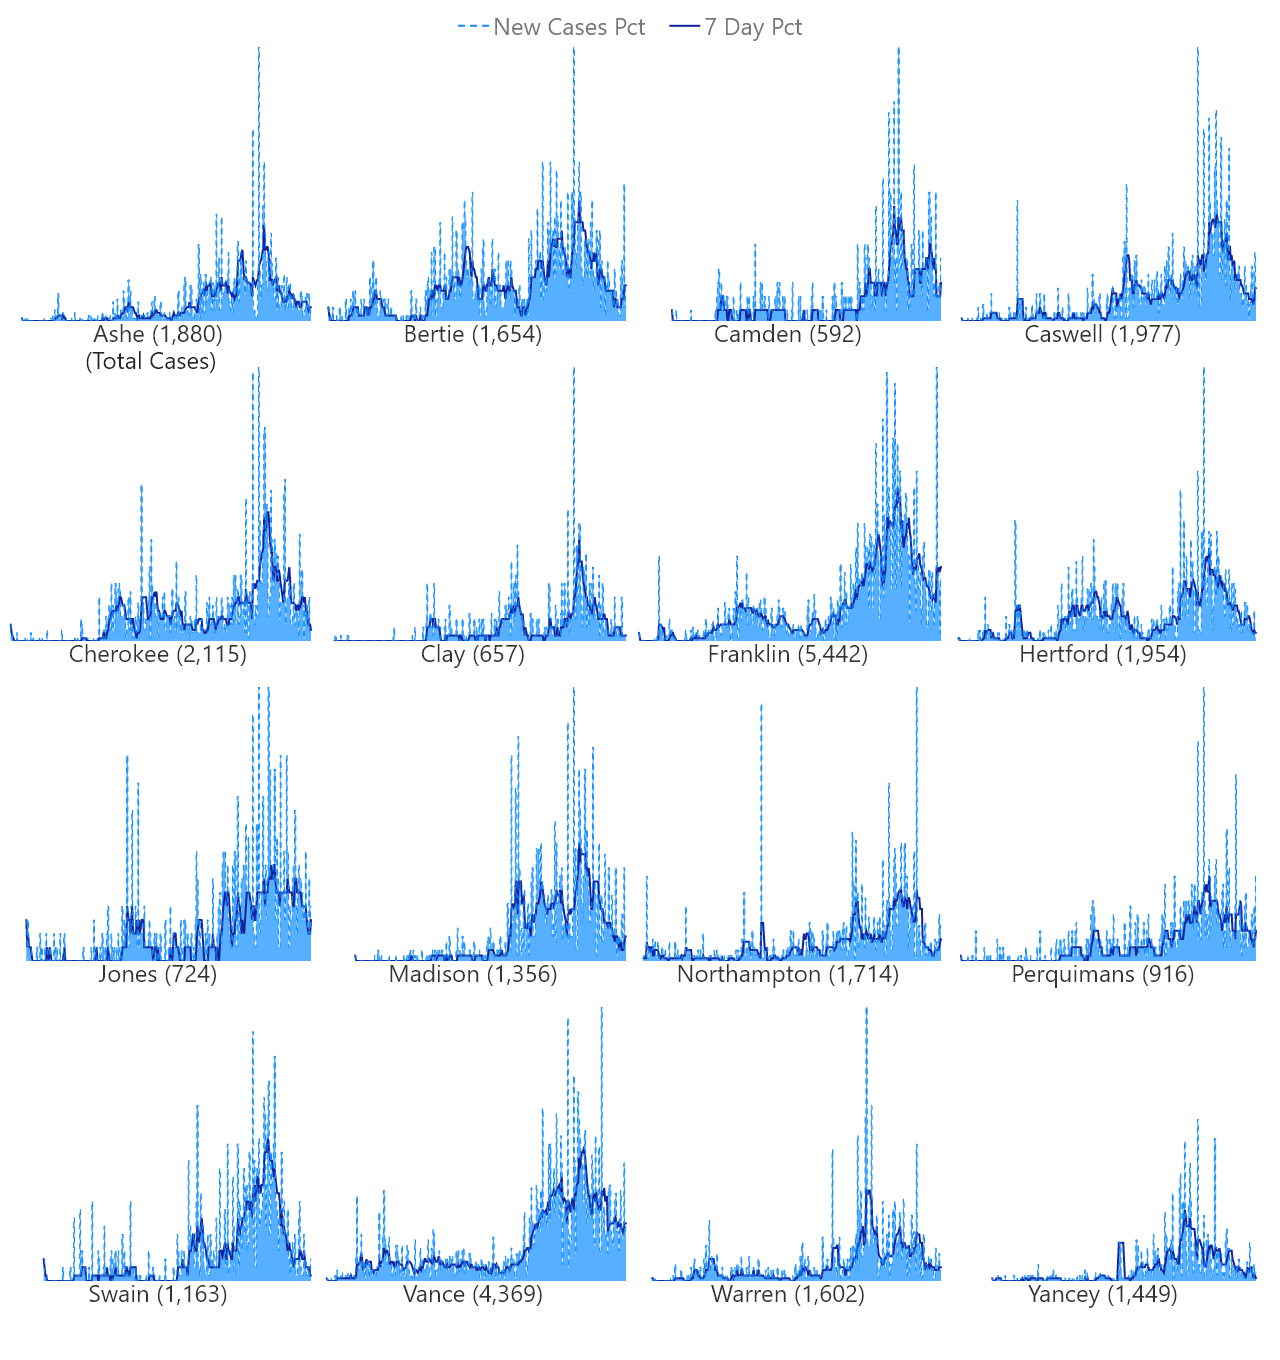 New Cases Pct 7 Day Pct
Ashe (1,880) Bertie (1,654) Camden (592) Caswell (1,977)
(Total Cases)
Cherokee (2,115) Clay (657) Franklin (5,442) Hertford (1,954)
Jones (724) Madison (1,356) Northampton (1,714) Perquimans (916)
Swain (1,163) Vance (4,369) Warren (1,602) Yancey (1,449)